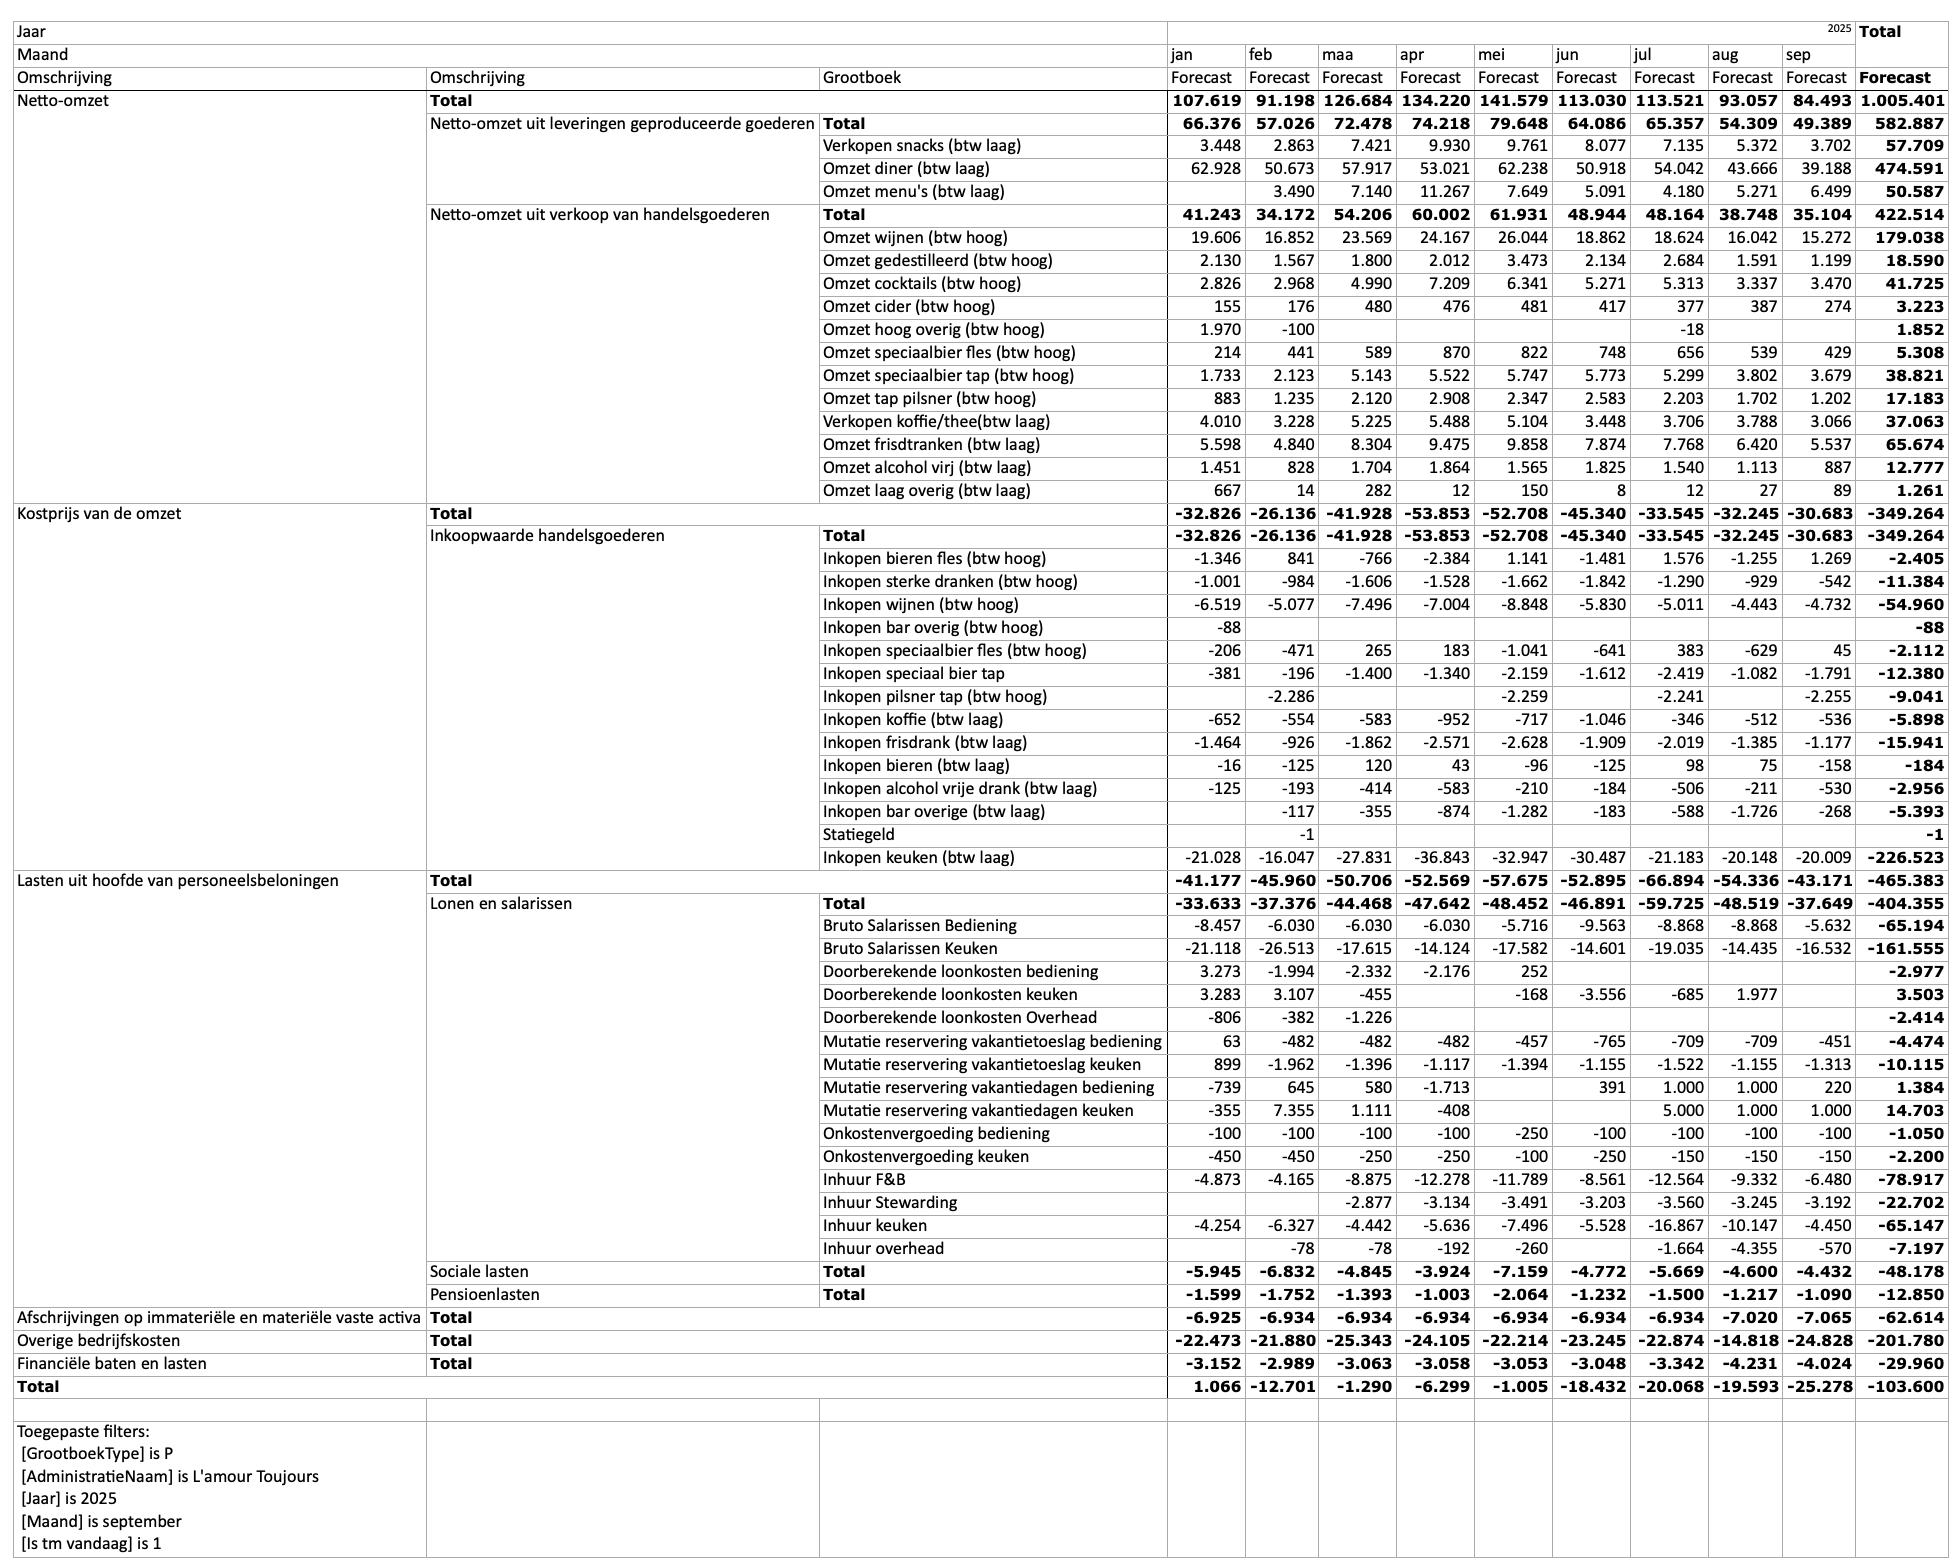 Jaar 2025 Total
Maand jan feb maa apr mei jun jul aug sep
Omschrijving Omschrijving Grootboek Forecast Forecast Forecast Forecast Forecast Forecast Forecast Forecast Forecast Forecast
Netto-omzet Total 107.619 91.198 126.684 134.220 141.579 113.030 113.521 93.057 84.493 1.005.401
Netto-omzet uit leveringen geproduceerde goederen Total 66.376 57.026 72.478 74.218 79.648 64.086 65.357 54.309 49.389 582.887
Verkopen snacks (btw laag) 3.448 2.863 7.421 9.930 9.761 8.077 7.135 5.372 3.702 57.709
Omzet diner (btw laag) 62.928 50.673 57.917 53.021 62.238 50.918 54.042 43.666 39.188 474.591
Omzet menu's (btw laag) 3.490 7.140 11.267 7.649 5.091 4.180 5.271 6.499 50.587
Netto-omzet uit verkoop van handelsgoederen Total 41.243 34.172 54.206 60.002 61.931 48.944 48.164 38.748 35.104 422.514
Omzet wijnen (btw hoog) 19.606 16.852 23.569 24.167 26.044 18.862 18.624 16.042 15.272 179.038
Omzet gedestilleerd (btw hoog) 2.130 1.567 1.800 2.012 3.473 2.134 2.684 1.591 1.199 18.590
Omzet cocktails (btw hoog) 2.826 2.968 4.990 7.209 6.341 5.271 5.313 3.337 3.470 41.725
Omzet cider (btw hoog) 155 176 480 476 481 417 377 387 274 3.223
Omzet hoog overig (btw hoog) 1.970 -100 -18 1.852
Omzet speciaalbier fles (btw hoog) 214 441 589 870 822 748 656 539 429 5.308
Omzet speciaalbier tap (btw hoog) 1.733 2.123 5.143 5.522 5.747 5.773 5.299 3.802 3.679 38.821
Omzet tap pilsner (btw hoog) 883 1.235 2.120 2.908 2.347 2.583 2.203 1.702 1.202 17.183
Verkopen koffie/thee(btw laag) 4.010 3.228 5.225 5.488 5.104 3.448 3.706 3.788 3.066 37.063
Omzet frisdtranken (btw laag) 5.598 4.840 8.304 9.475 9.858 7.874 7.768 6.420 5.537 65.674
Omzet alcohol virj (btw laag) 1.451 828 1.704 1.864 1.565 1.825 1.540 1.113 887 12.777
Omzet laag overig (btw laag) 667 14 282 12 150 8 12 27 89 1.261
Kostprijs van de omzet Total -32.826 -26.136 -41.928 -53.853 -52.708 -45.340 -33.545 -32.245 -30.683 -349.264
Inkoopwaarde handelsgoederen Total -32.826 -26.136 -41.928 -53.853 -52.708 -45.340 -33.545 -32.245 -30.683 -349.264
Inkopen bieren fles (btw hoog) -1.346 841 -766 -2.384 1.141 -1.481 1.576 -1.255 1.269 -2.405
Inkopen sterke dranken (btw hoog) -1.001 -984 -1.606 -1.528 -1.662 -1.842 -1.290 -929 -542 -11.384
Inkopen wijnen (btw hoog) -6.519 -5.077 -7.496 -7.004 -8.848 -5.830 -5.011 -4.443 -4.732 -54.960
Inkopen bar overig (btw hoog) -88 -88
Inkopen speciaalbier fles (btw hoog) -206 -471 265 183 -1.041 -641 383 -629 45 -2.112
Inkopen speciaal bier tap -381 -196 -1.400 -1.340 -2.159 -1.612 -2.419 -1.082 -1.791 -12.380
Inkopen pilsner tap (btw hoog) -2.286 -2.259 -2.241 -2.255 -9.041
Inkopen koffie (btw laag) -652 -554 -583 -952 -717 -1.046 -346 -512 -536 -5.898
Inkopen frisdrank (btw laag) -1.464 -926 -1.862 -2.571 -2.628 -1.909 -2.019 -1.385 -1.177 -15.941
Inkopen bieren (btw laag) -16 -125 120 43 -96 -125 98 75 -158 -184
Inkopen alcohol vrije drank (btw laag) -125 -193 -414 -583 -210 -184 -506 -211 -530 -2.956
Inkopen bar overige (btw laag) -117 -355 -874 -1.282 -183 -588 -1.726 -268 -5.393
Statiegeld -1 -1
Inkopen keuken (btw laag) -21.028 -16.047 -27.831 -36.843 -32.947 -30.487 -21.183 -20.148 -20.009 -226.523
Lasten uit hoofde van personeelsbeloningen Total -41.177 -45.960 -50.706 -52.569 -57.675 -52.895 -66.894 -54.336 -43.171 -465.383
Lonen en salarissen Total -33.633 -37.376 -44.468 -47.642 -48.452 -46.891 -59.725 -48.519 -37.649 -404.355
Bruto Salarissen Bediening -8.457 -6.030 -6.030 -6.030 -5.716 -9.563 -8.868 -8.868 -5.632 -65.194
Bruto Salarissen Keuken -21.118 -26.513 -17.615 -14.124 -17.582 -14.601 -19.035 -14.435 -16.532 -161.555
Doorberekende loonkosten bediening 3.273 -1.994 -2.332 -2.176 252 -2.977
Doorberekende loonkosten keuken 3.283 3.107 -455 -168 -3.556 -685 1.977 3.503
Doorberekende loonkosten Overhead -806 -382 -1.226 -2.414
Mutatie reservering vakantietoeslag bediening 63 -482 -482 -482 -457 -765 -709 -709 -451 -4.474
Mutatie reservering vakantietoeslag keuken 899 -1.962 -1.396 -1.117 -1.394 -1.155 -1.522 -1.155 -1.313 -10.115
Mutatie reservering vakantiedagen bediening -739 645 580 -1.713 391 1.000 1.000 220 1.384
Mutatie reservering vakantiedagen keuken -355 7.355 1.111 -408 5.000 1.000 1.000 14.703
Onkostenvergoeding bediening -100 -100 -100 -100 -250 -100 -100 -100 -100 -1.050
Onkostenvergoeding keuken -450 -450 -250 -250 -100 -250 -150 -150 -150 -2.200
Inhuur F&B -4.873 -4.165 -8.875 -12.278 -11.789 -8.561 -12.564 -9.332 -6.480 -78.917
Inhuur Stewarding -2.877 -3.134 -3.491 -3.203 -3.560 -3.245 -3.192 -22.702
Inhuur keuken -4.254 -6.327 -4.442 -5.636 -7.496 -5.528 -16.867 -10.147 -4.450 -65.147
Inhuur overhead -78 -78 -192 -260 -1.664 -4.355 -570 -7.197
Sociale lasten Total -5.945 -6.832 -4.845 -3.924 -7.159 -4.772 -5.669 -4.600 -4.432 -48.178
Pensioenlasten Total -1.599 -1.752 -1.393 -1.003 -2.064 -1.232 -1.500 -1.217 -1.090 -12.850
Afschrijvingen op immateriële en materiële vaste activa Total -6.925 -6.934 -6.934 -6.934 -6.934 -6.934 -6.934 -7.020 -7.065 -62.614
Overige bedrijfskosten Total -22.473 -21.880 -25.343 -24.105 -22.214 -23.245 -22.874 -14.818 -24.828 -201.780
Financiële baten en lasten Total -3.152 -2.989 -3.063 -3.058 -3.053 -3.048 -3.342 -4.231 -4.024 -29.960
Total 1.066 -12.701 -1.290 -6.299 -1.005 -18.432 -20.068 -19.593 -25.278 -103.600
Toegepaste filters:
[GrootboekType] is P
[AdministratieNaam] is L'amour Toujours
[Jaar] is 2025
[Maand] is september
[Is tm vandaag] is 1